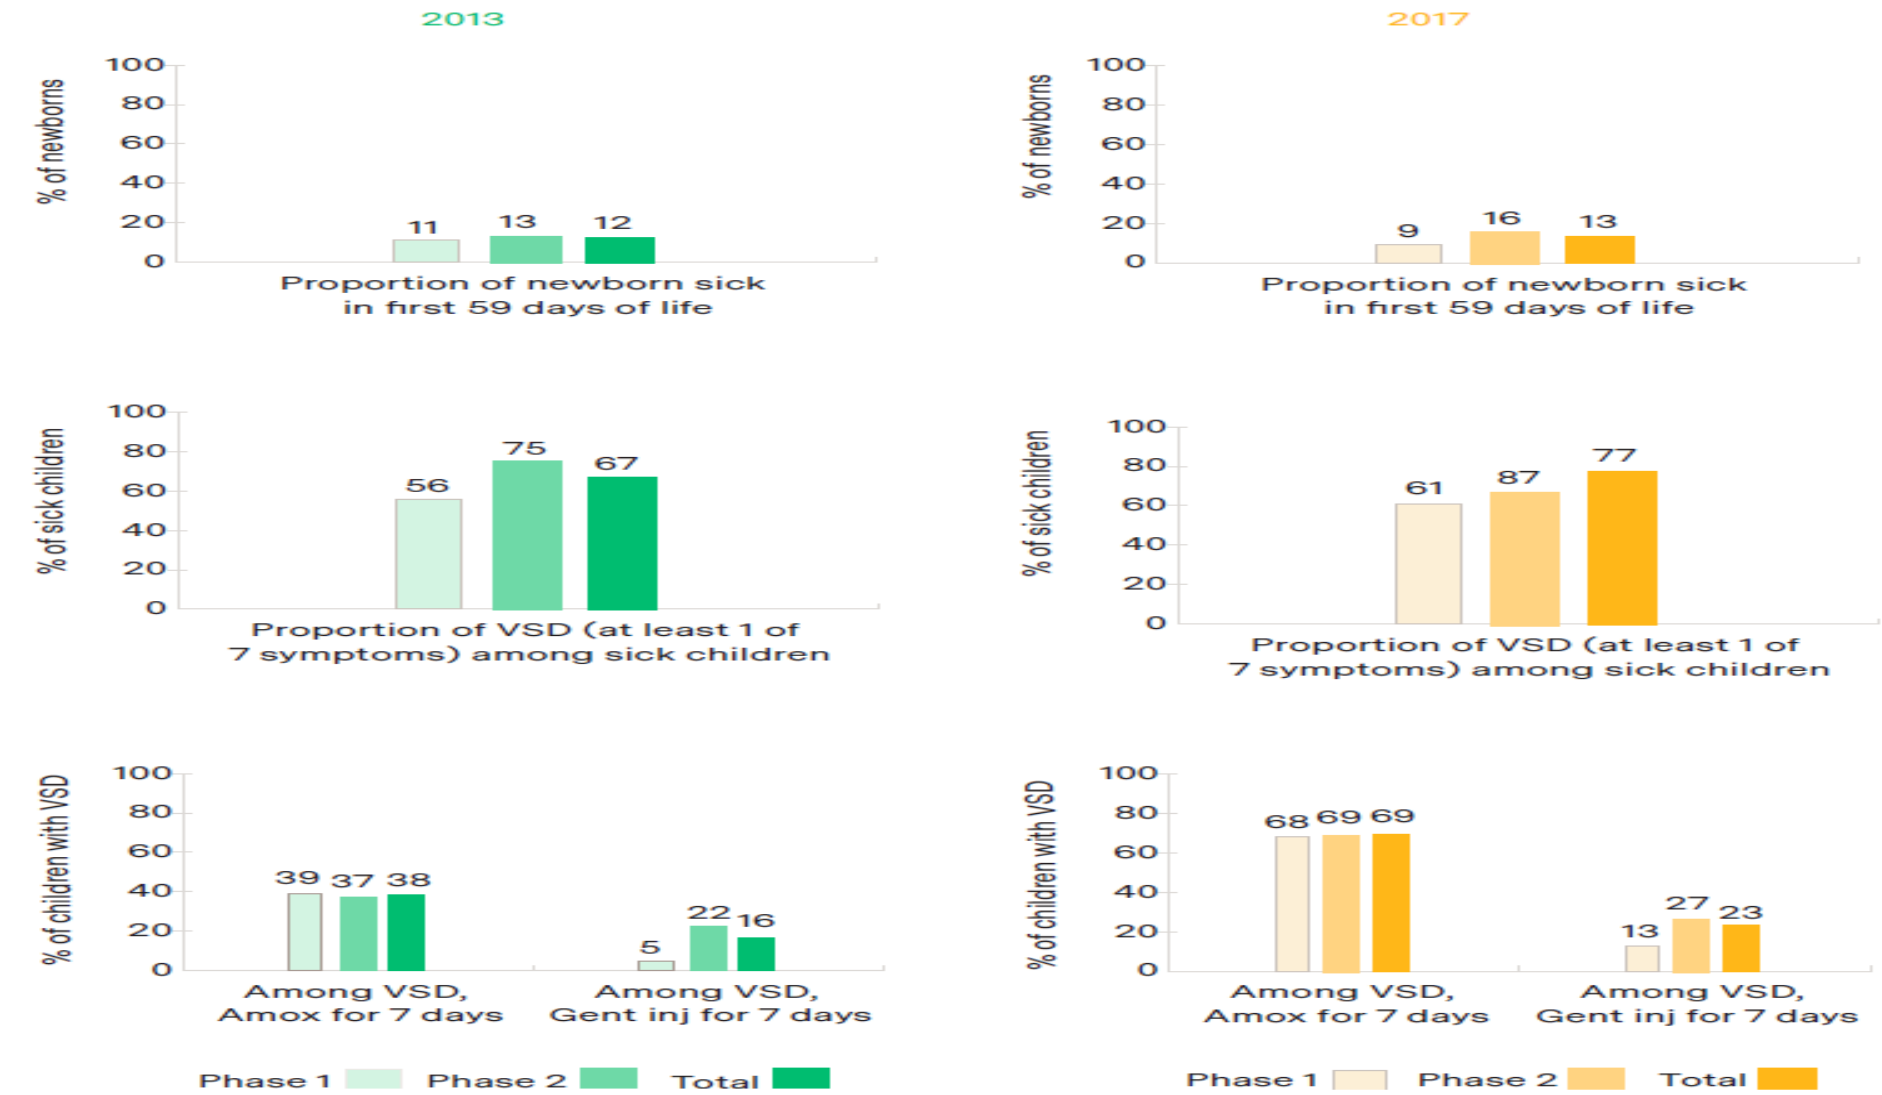 2013
% of newborns
100
80
60
40
20
0
11 13 12
Proportion of newborn sick
in first 59 days of life
2017
% of newborns
100
80
60
40
20
0
9 16 13
Proportion of newborn sick
in first 59 days of life
% of sick children
100
80
60
40
20
0
56 75 67
Proportion of VSD (at least 1 of
7 symptoms) among sick children
% of sick children
100
80
60
40
20
0
61 87 77
Proportion of VSD (at least 1 of
7 symptoms) among sick children
% of children with VSD
100
80
60
40
20
0
39 37 38
5 22 16
Among VSD,
Amox for 7 days
Among VSD,
Gent inj for 7 days
Phase 1 Phase 2 Total
% of children with VSD
100
80
60
40
20
0
68 69 69
13 27 23
Among VSD,
Amox for 7 days
Among VSD,
Gent inj for 7 days
Phase 1 Phase 2 Total